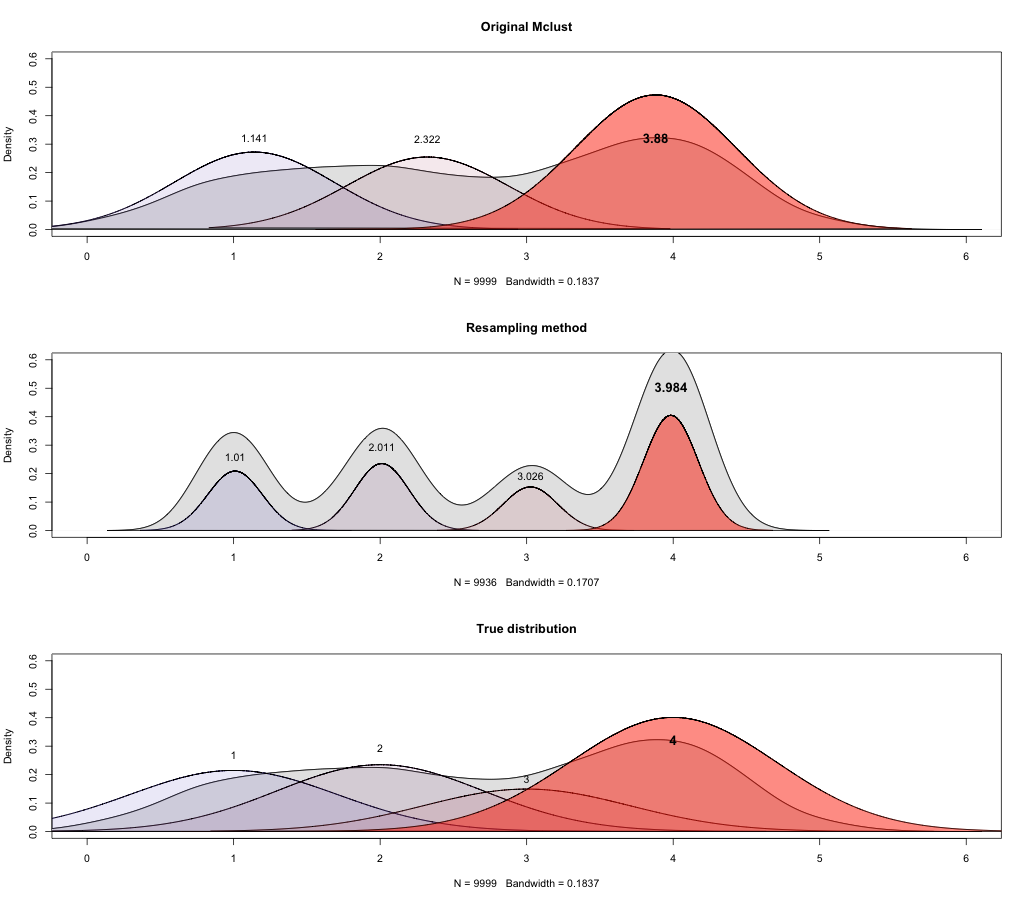 Original Mclust
Density
0.6
0.5
0.4
0.3
0.2
0.1
0.0
1.141
2.322
3.88
0 1 2 3 4 5 6
N = 9999 Bandwidth = 0.1837
Resampling method
Density
0.6
0.5
0.4
0.3
0.2
0.1
0.0
1.01
2.011
3.026
3.984
0 1 2 3 4 5 6
N = 9936 Bandwidth = 0.1707
True distribution
Density
0.6
0.5
0.4
0.3
0.2
0.1
0.0
1
2
3
4
0 1 2 3 4 5 6
N = 9999 Bandwidth = 0.1837